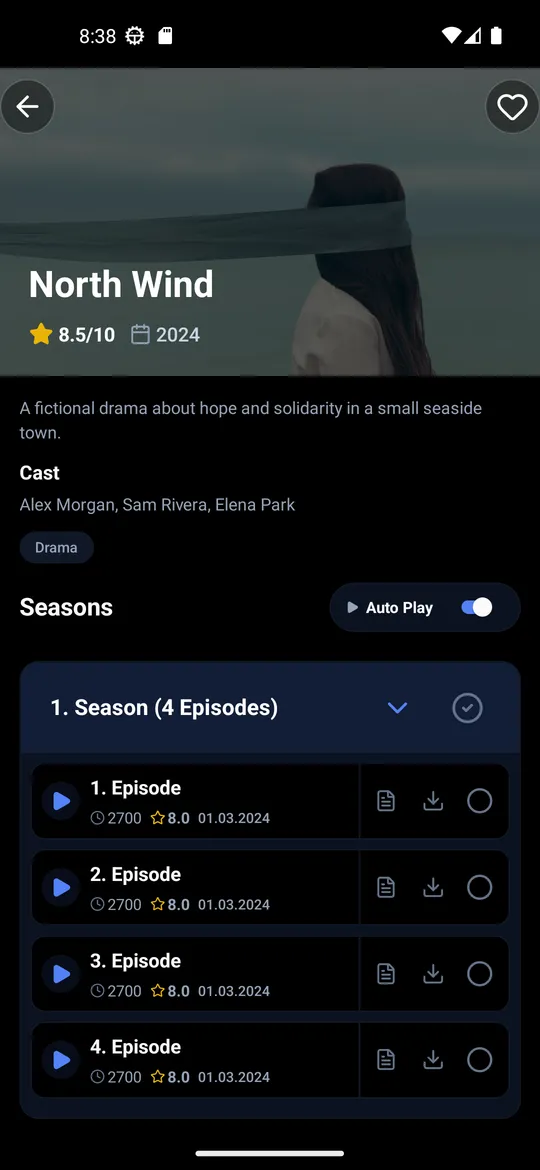 8:38
North Wind
8.5/10 2024
A fictional drama about hope and solidarity in a small seaside
town.
Cast
Alex Morgan, Sam Rivera, Elena Park
Drama
Seasons
Auto Play
1. Season (4 Episodes)
1. Episode
2700 8.0 01.03.2024
2. Episode
2700 8.0 01.03.2024
3. Episode
2700 8.0 01.03.2024
4. Episode
2700 8.0 01.03.2024